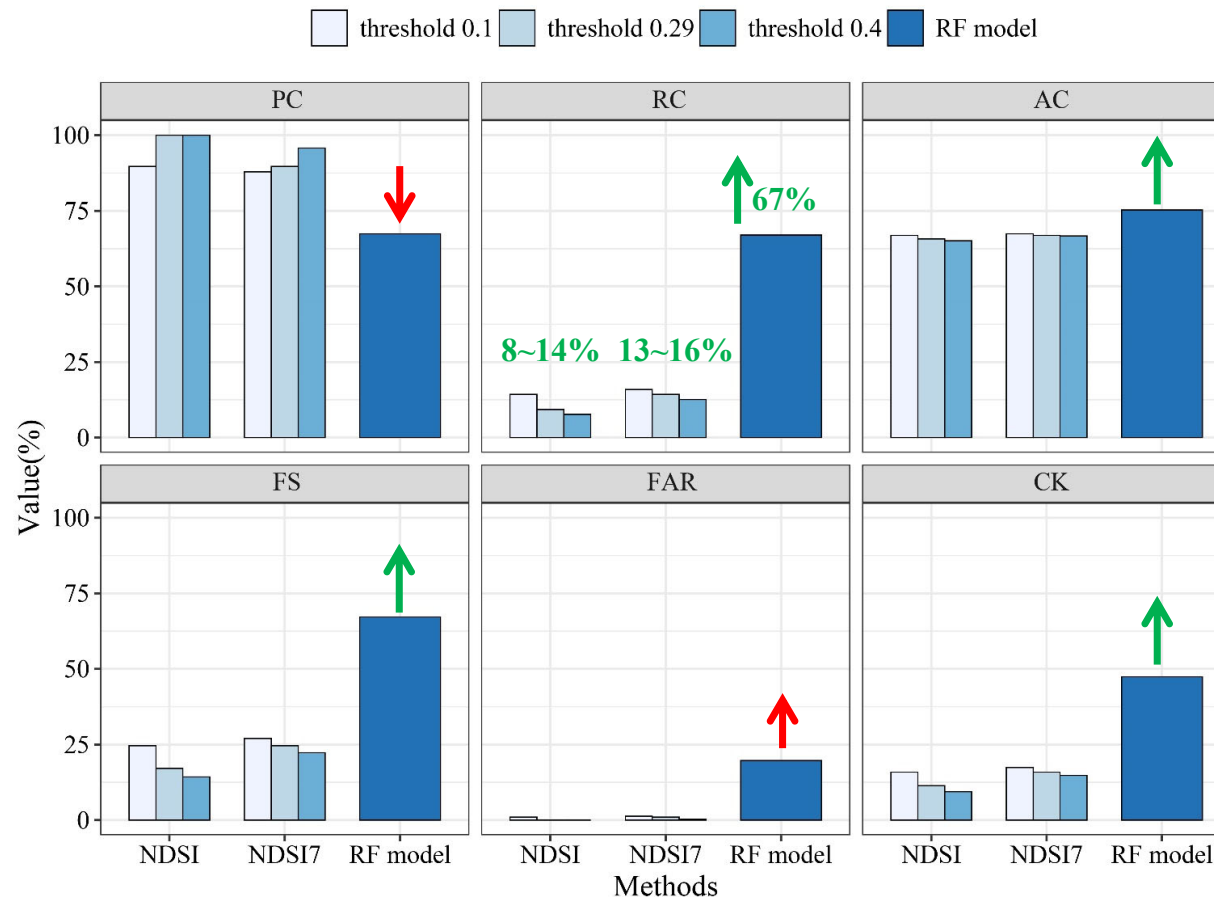 threshold 0.1 threshold 0.29 threshold 0.4 RF model
PC RC AC
100
75
50
25
0
67%
8~14% 13~16%
FS FAR CK
100
75
50
25
0
Value(%)
NDSI NDSI7 RF model NDSI NDSI7 RF model NDSI NDSI7 RF model
Methods